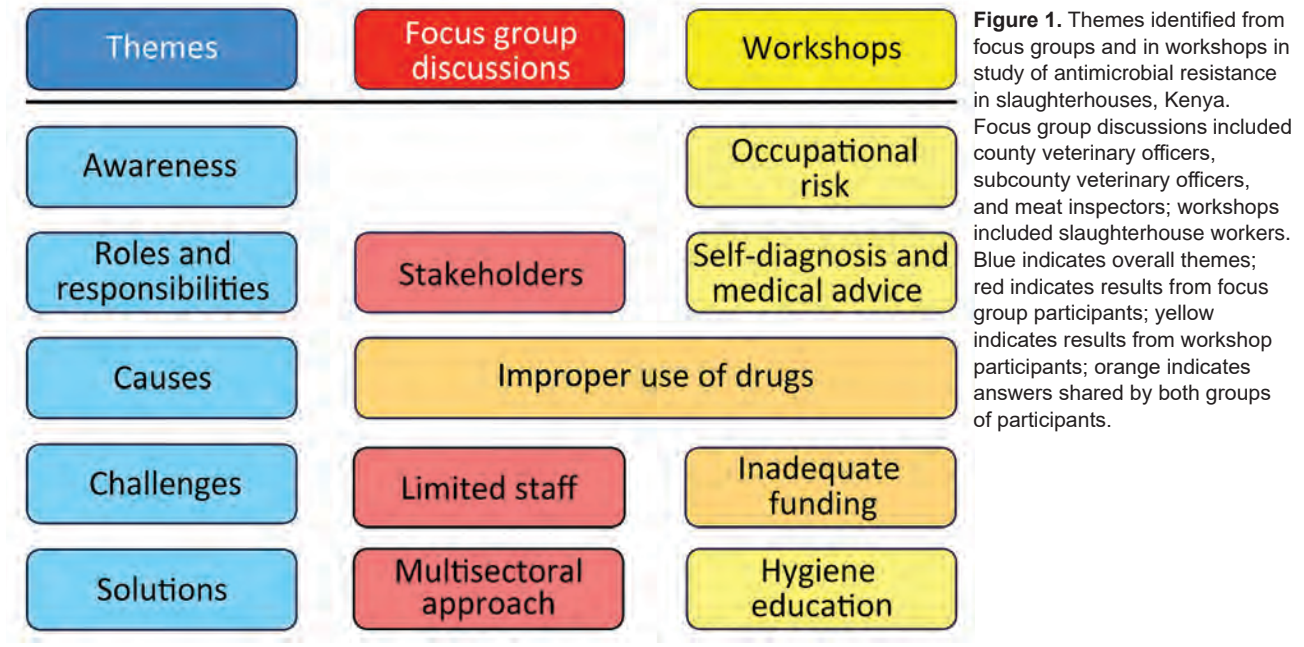 Themes
Focus group
discussions
Workshops
Awareness
Occupational
risk
Roles and
responsibilities
Stakeholders
Self-diagnosis and
medical advice
Causes
Improper use of drugs
Challenges
Limited staff
Inadequate
funding
Solutions
Multisectoral
approach
Hygiene
education
Figure 1. Themes identified from
focus groups and in workshops in
study of antimicrobial resistance
in slaughterhouses, Kenya.
Focus group discussions included
county veterinary officers,
subcounty veterinary officers,
and meat inspectors; workshops
included slaughterhouse workers.
Blue indicates overall themes;
red indicates results from focus
group participants; yellow
indicates results from workshop
participants; orange indicates
answers shared by both groups
of participants.